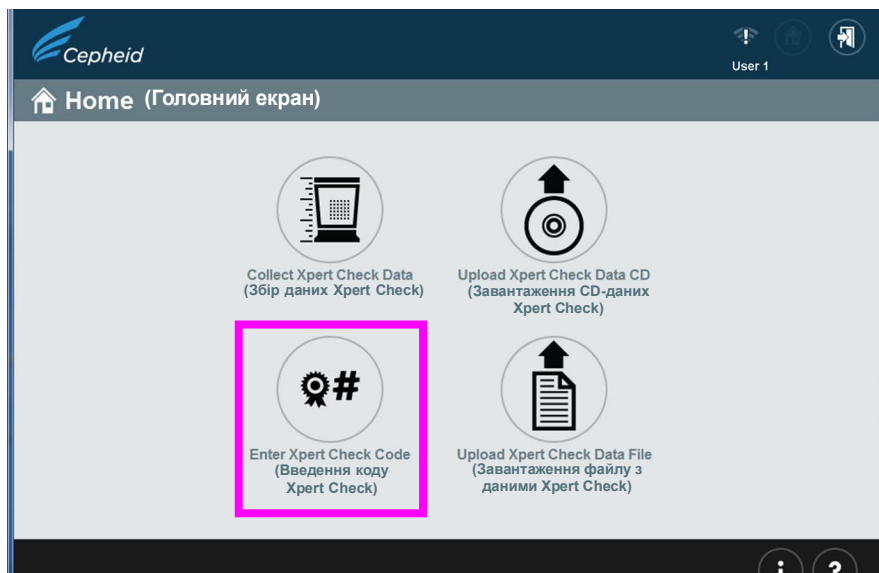 Cepheid
User 1
Home (Головний екран)
Collect Xpert Check Data
(Збір даних Xpert Check)
Upload Xpert Check Data CD
(Завантаження CD-даних
Xpert Check)
#
Enter Xpert Check Code
(Введення коду
Xpert Check)
Upload Xpert Check Data File
(Завантаження файлу з
даними Xpert Check)
i ?